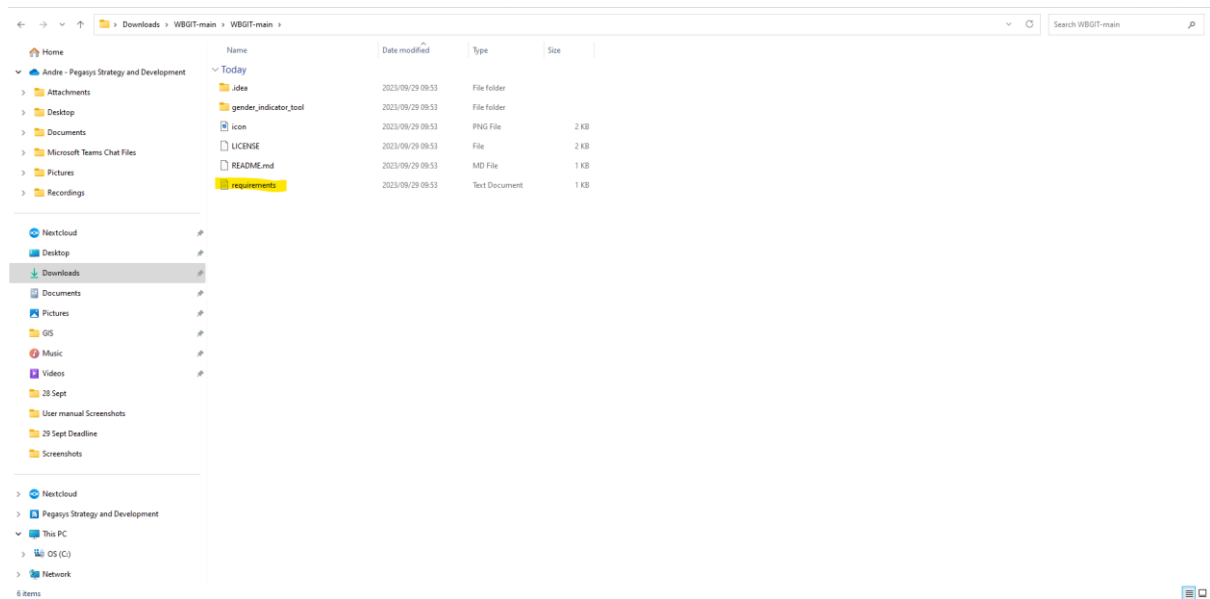 Downloads > WBGIT-main > WBGIT-main >
Search WBGIT-main
Home
Andre - Pegasys Strategy and Development
Attachments
Desktop
Documents
Microsoft Teams Chat Files
Pictures
Recordings
Nextcloud
Desktop
Downloads
Documents
Pictures
GIS
Music
Videos
28 Sept
User manual Screenshots
29 Sept Deadline
Screenshots
Nextcloud
Pegasys Strategy and Development
This PC
OS (C:)
Network
Name Date modified Type Size
Today
.idea 2023/09/29 09:53 File folder
gender_indicator_tool 2023/09/29 09:53 File folder
icon 2023/09/29 09:53 PNG File 2 KB
LICENSE 2023/09/29 09:53 File 2 KB
README.md 2023/09/29 09:53 MD File 1 KB
requirements 2023/09/29 09:53 Text Document 1 KB
6 items